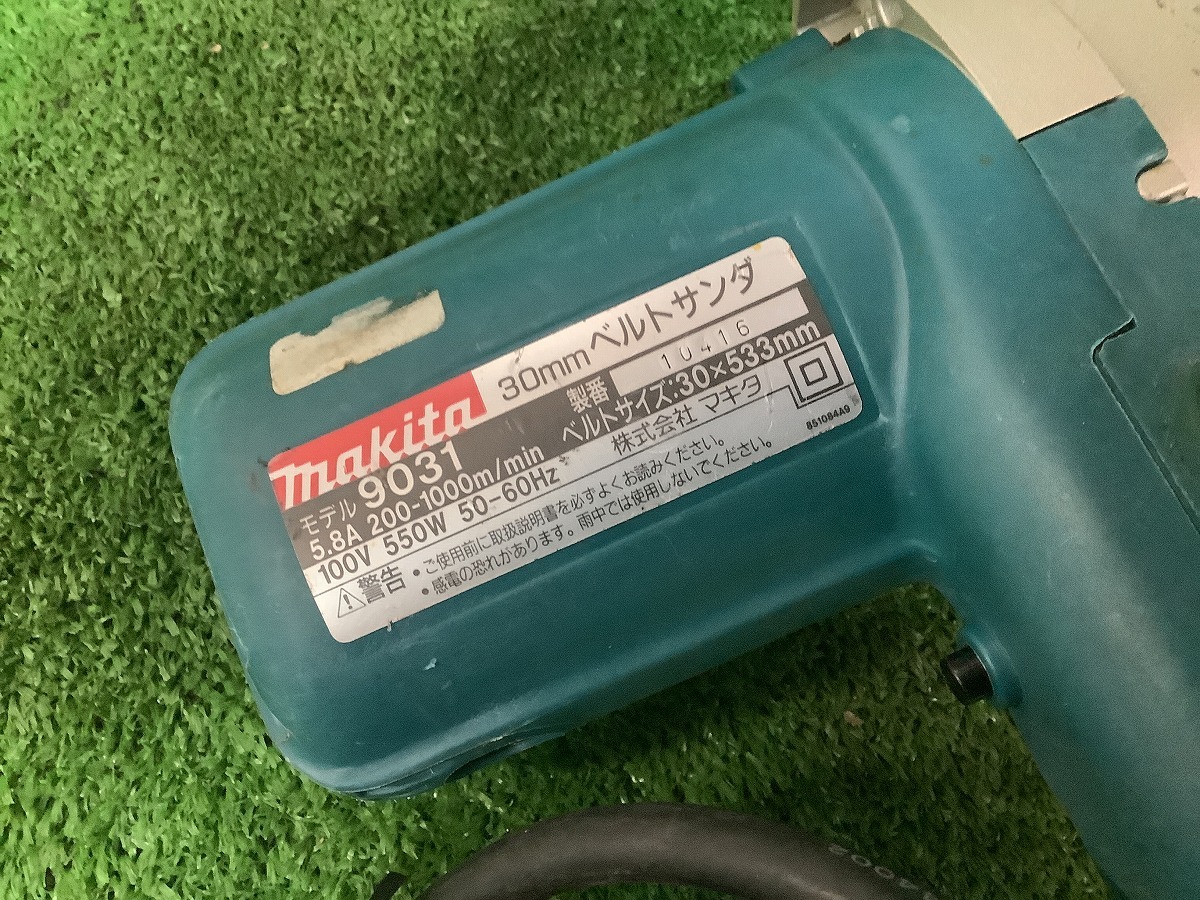 makita 30mm ベルトサンダ
モデル 9031 製番 10416
5.8A 200-1000m/min ベルトサイズ:30×533mm
100V 550W 50-60Hz 株式会社 マキタ
警告 •ご使用前に取扱説明書を必ずよくお読みください。
•感電の恐れがあります。雨中では使用しないでください。
851084A9